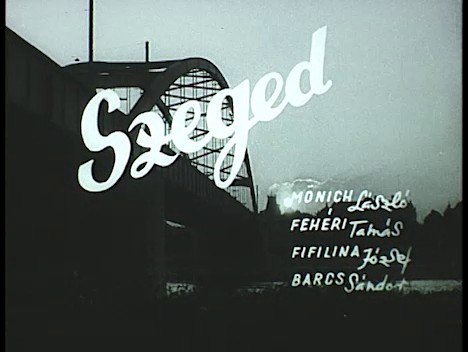 Szeged
MÖNICH László
FEHÉRI Tamás
FIFILINA József
BARCS Sándor